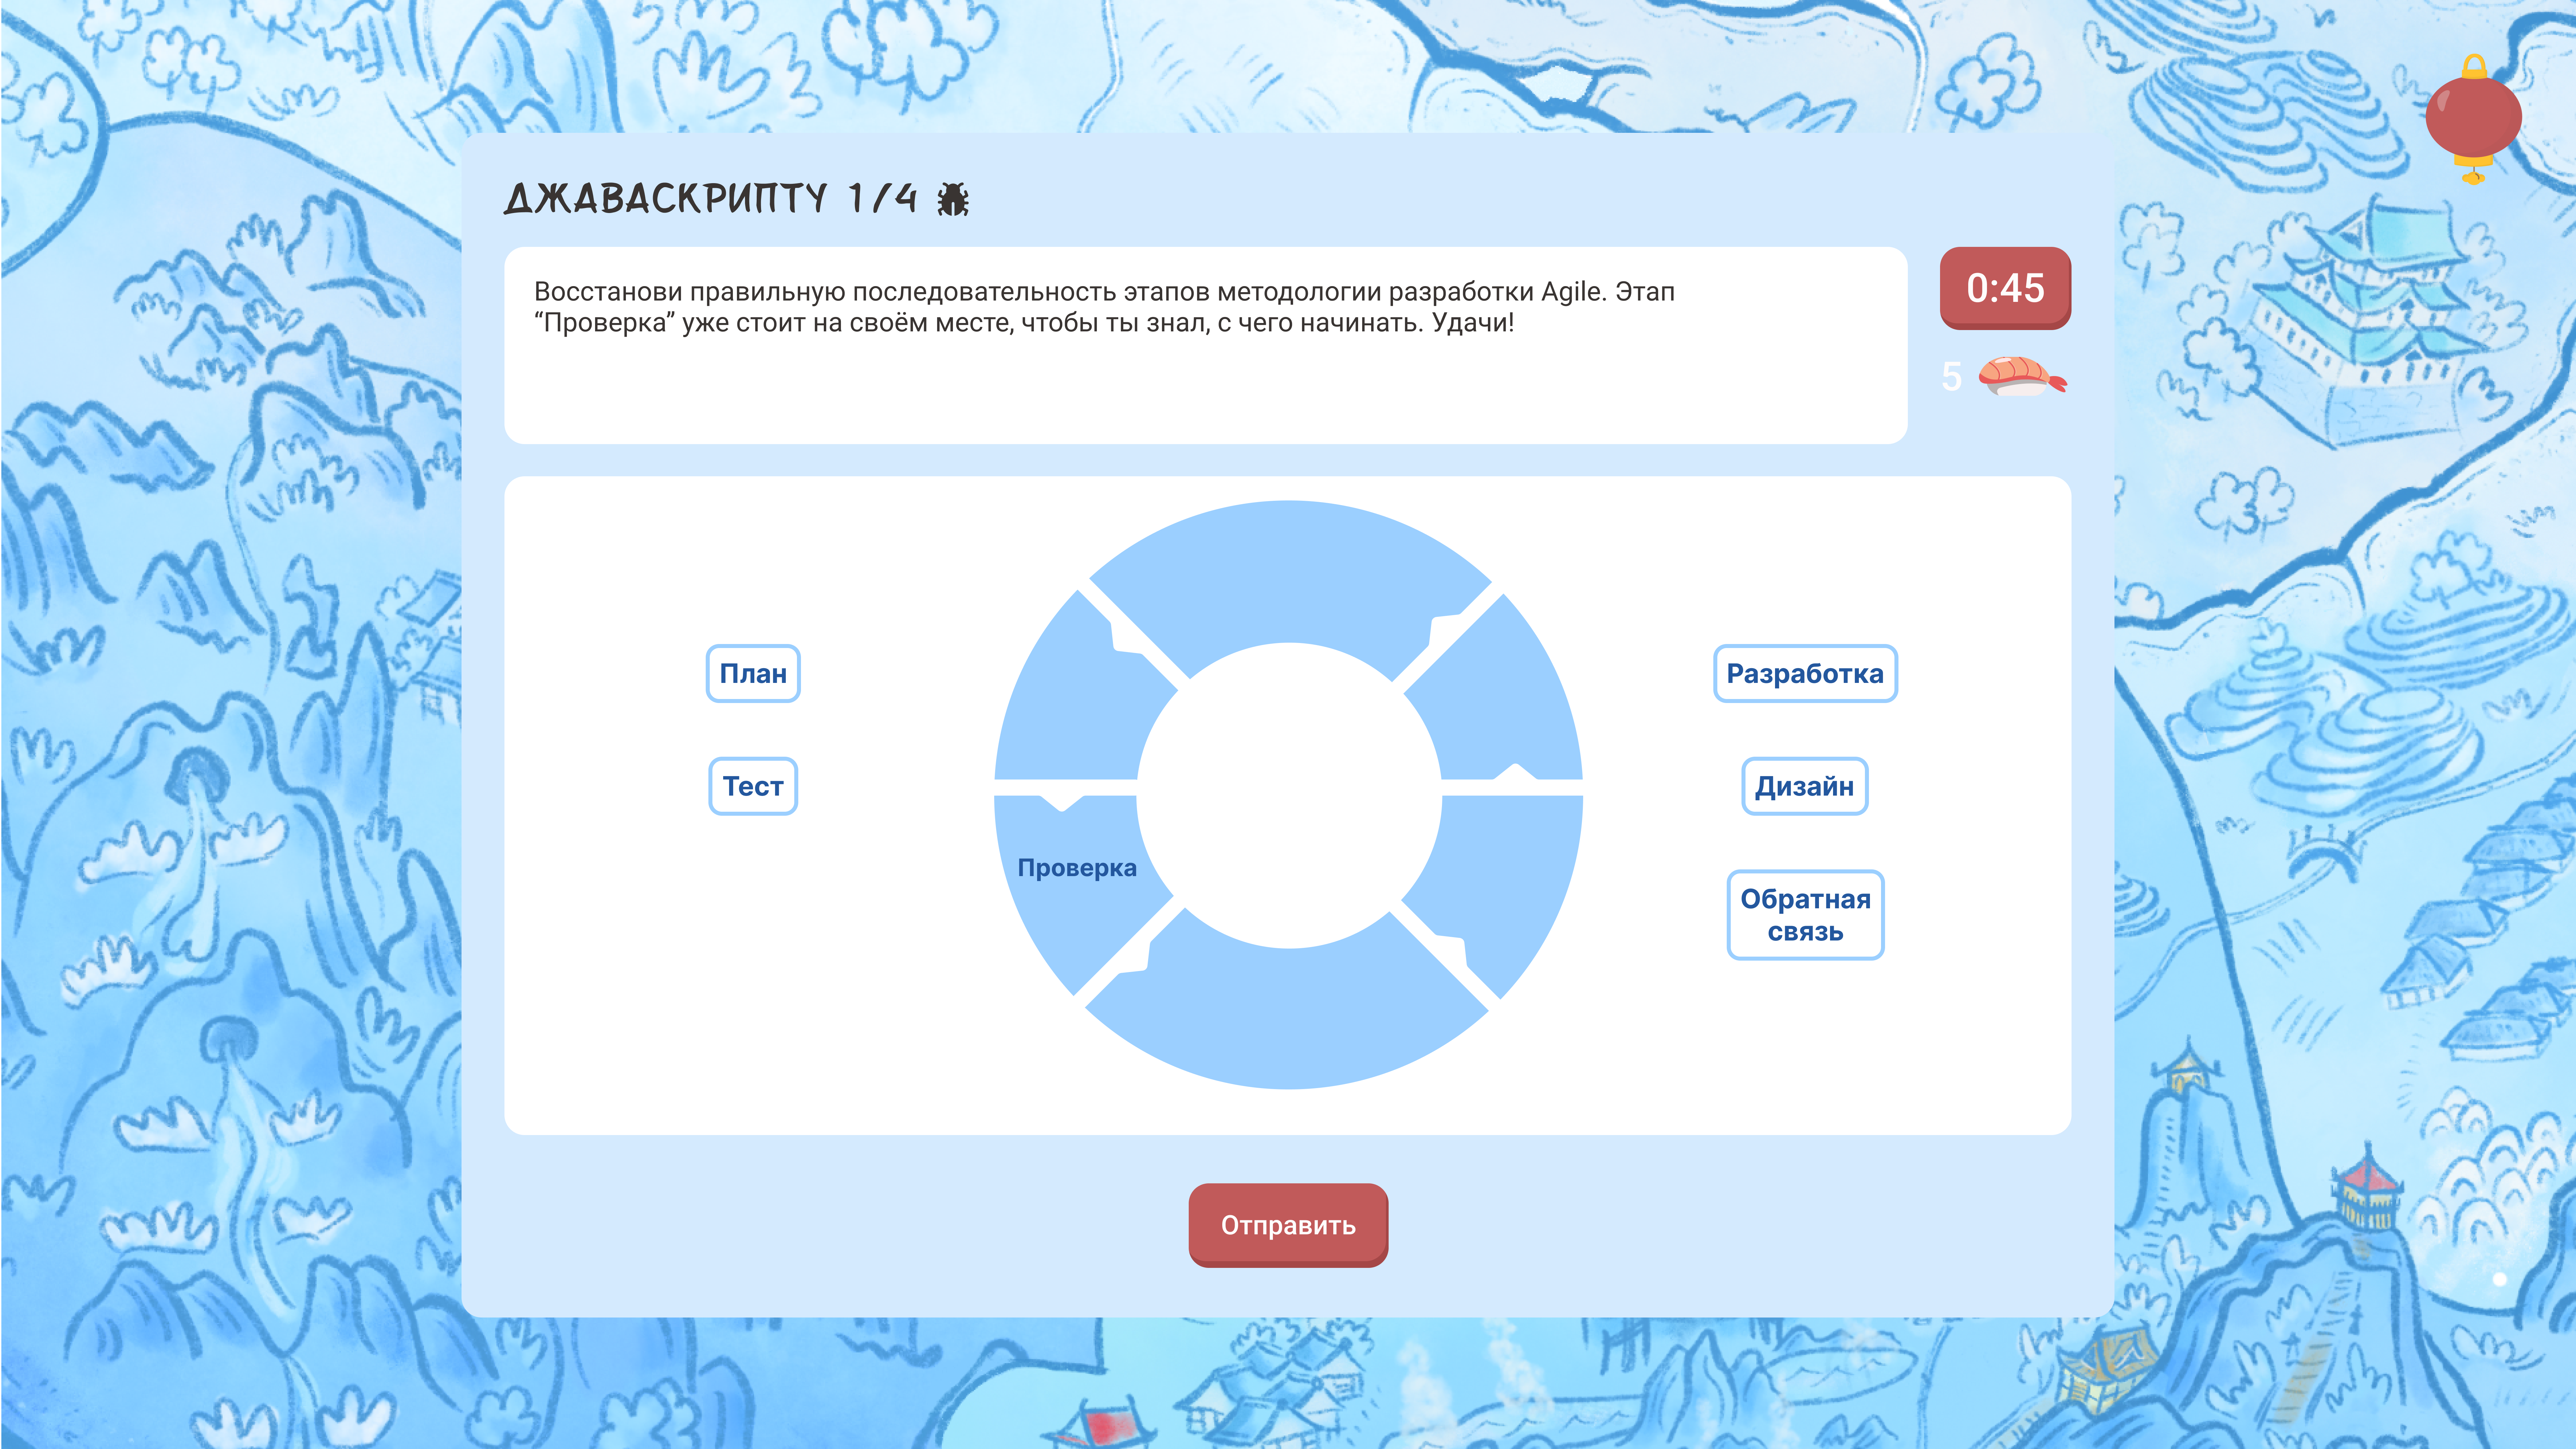 ДЖАВАСКРИПТУ 1/4
Восстанови правильную последовательность этапов методологии разработки Agile. Этап
“Проверка” уже стоит на своём месте, чтобы ты знал, с чего начинать. Удачи!
0:45
5
План
Тест
Проверка
Разработка
Дизайн
Обратная
связь
Отправить